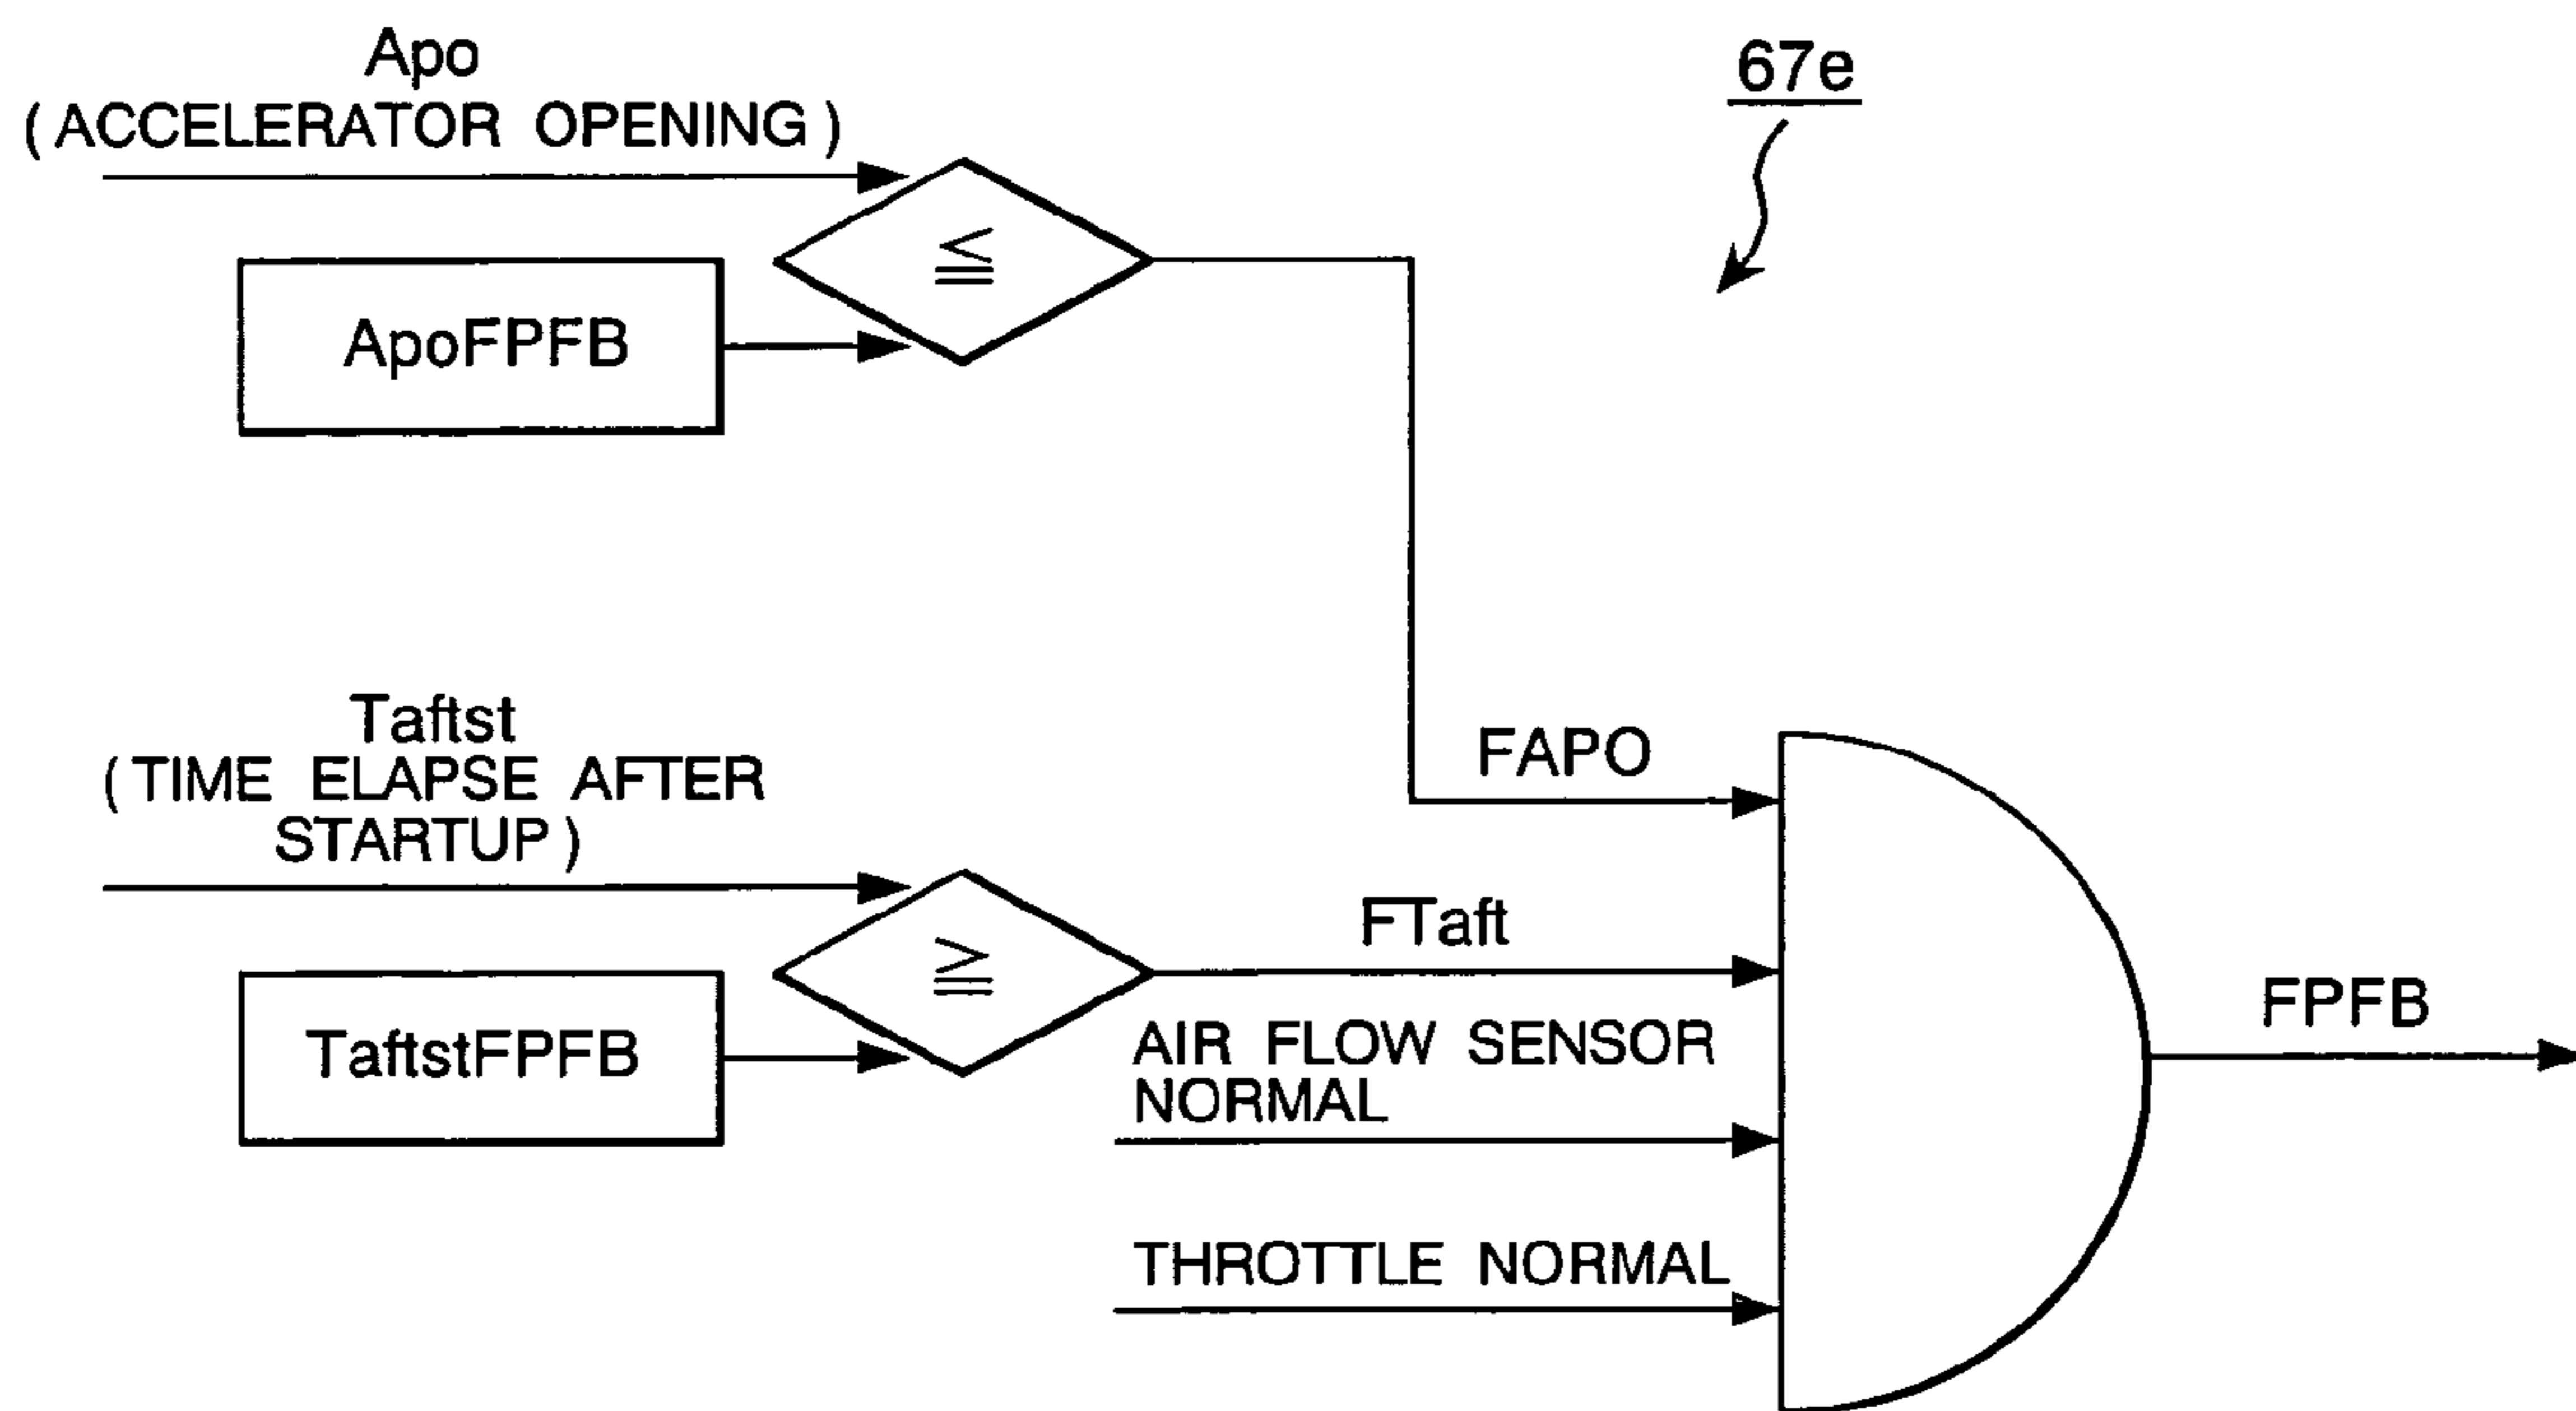 Apo
( ACCELERATOR OPENING )
67e
≦
ApoFPFB
FAPO
Taftst
( TIME ELAPSE AFTER
STARTUP )
FTaft
≧
TaftstFPFB
AIR FLOW SENSOR
NORMAL
THROTTLE NORMAL
FPFB